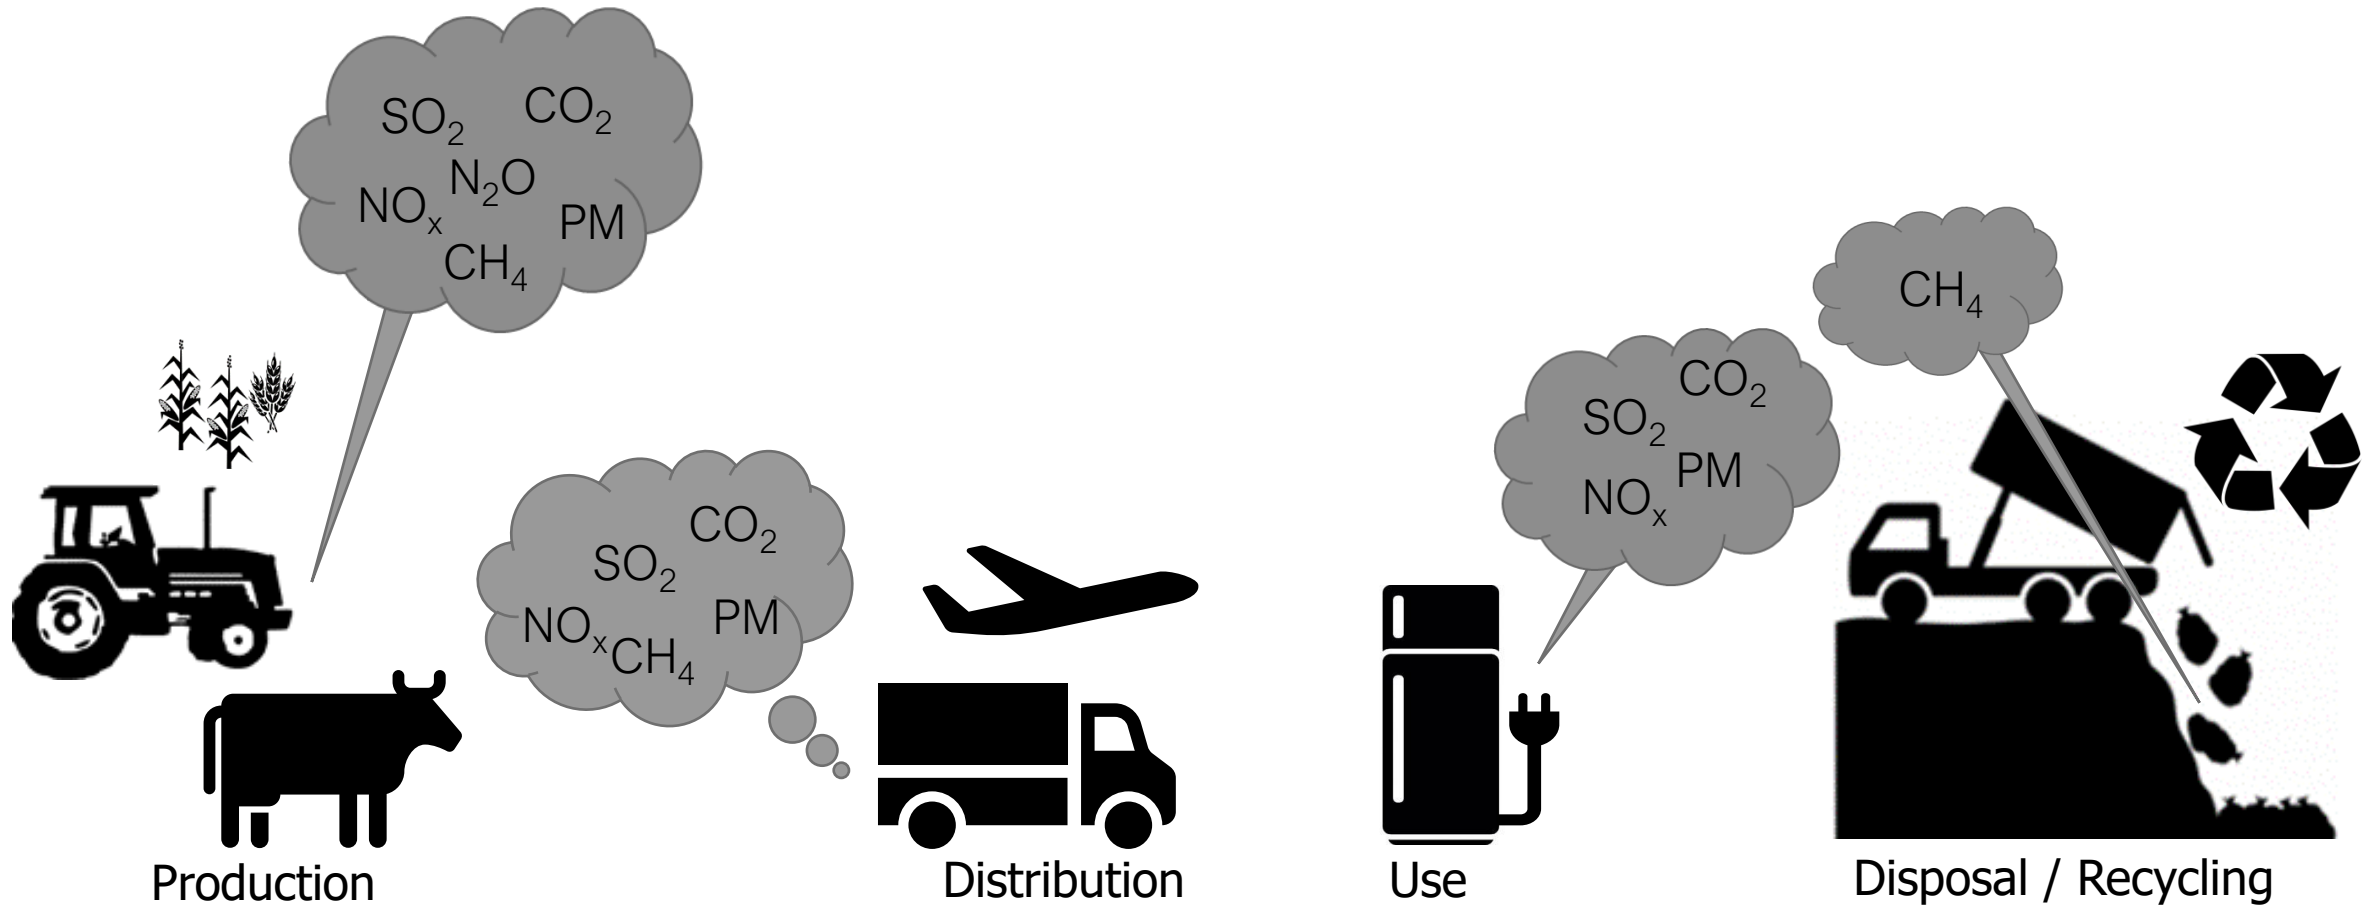 SO₂ CO₂
N₂O
NOₓ PM
CH₄
CO₂
SO₂
NOₓ PM
CH₄
CO₂
SO₂
PM
NOₓ
CH₄
Production
Distribution
Use
Disposal / Recycling